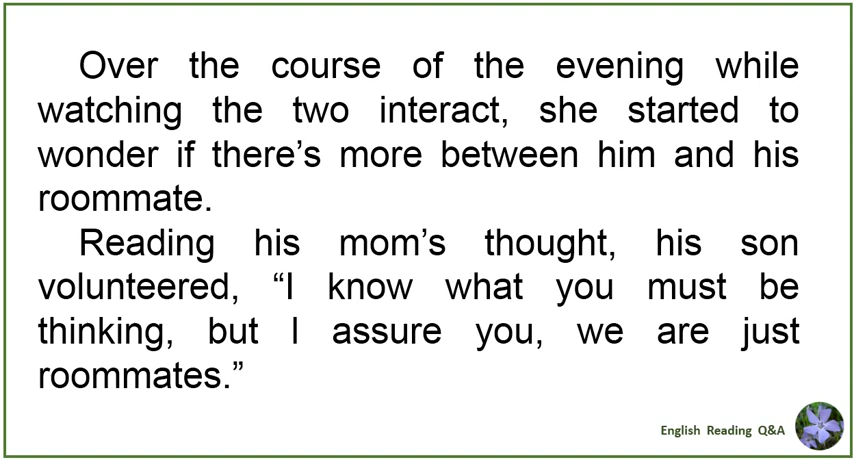 Over the course of the evening while
watching the two interact, she started to
wonder if there’s more between him and his
roommate.
Reading his mom’s thought, his son
volunteered, “I know what you must be
thinking, but I assure you, we are just
roommates.”
English Reading Q&A